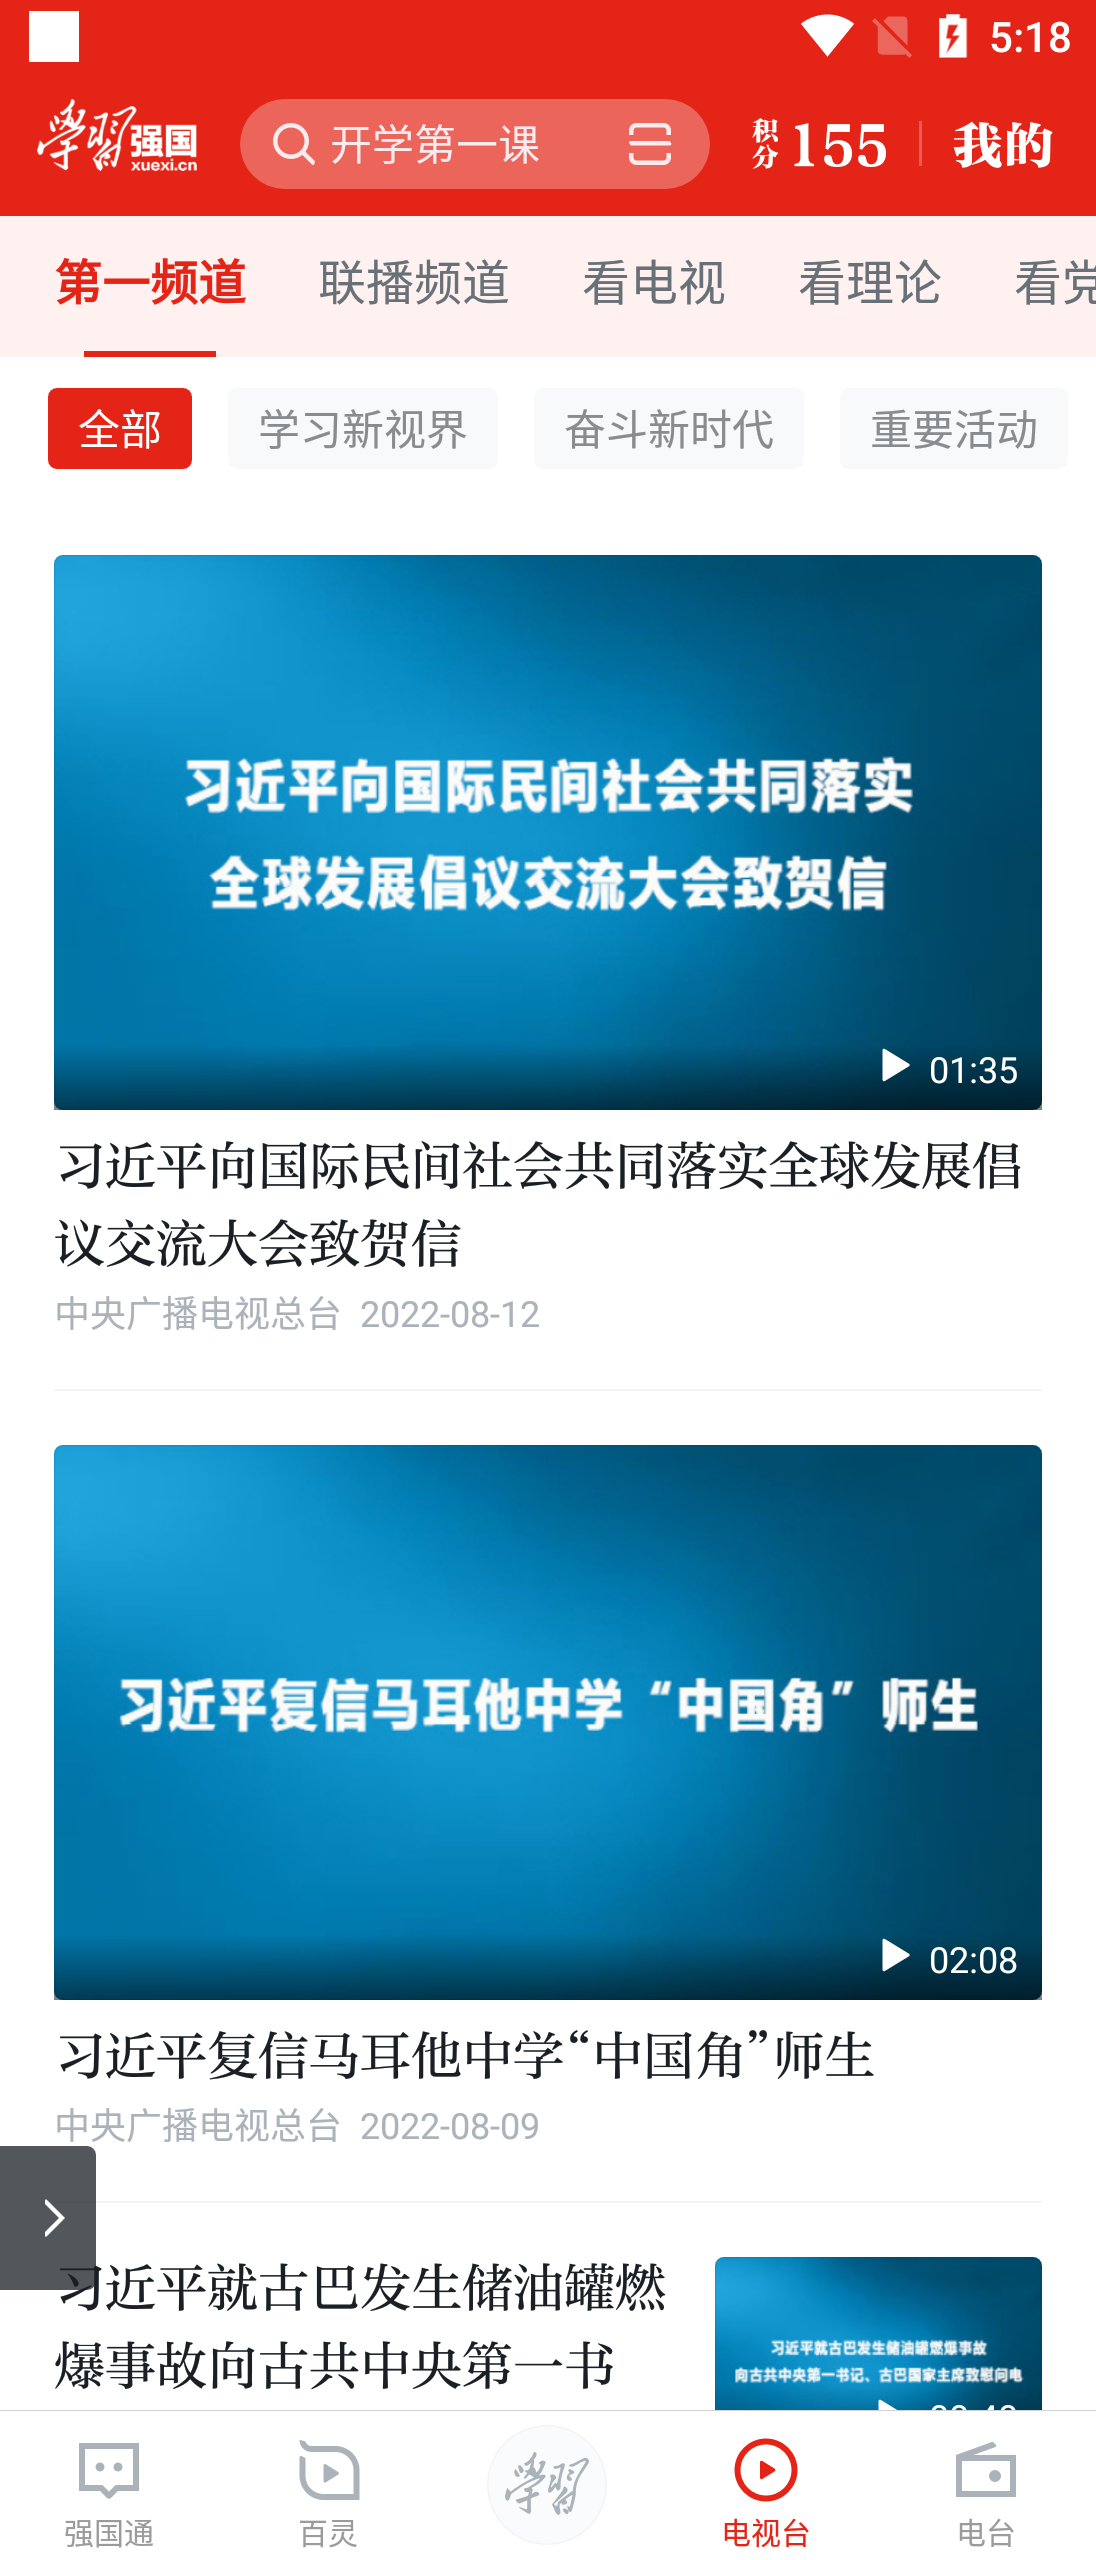 5:18
學習强国
xuexi.cn
开学第一课
积分 155
我的
第一频道 联播频道 看电视 看理论 看党
全部 学习新视界 奋斗新时代 重要活动
习近平向国际民间社会共同落实
全球发展倡议交流大会致贺信
01:35
习近平向国际民间社会共同落实全球发展倡
议交流大会致贺信
中央广播电视总台 2022-08-12
习近平复信马耳他中学“中国角”师生
02:08
习近平复信马耳他中学“中国角”师生
中央广播电视总台 2022-08-09
习近平就古巴发生储油罐燃
爆事故向古共中央第一书
习近平就古巴发生储油罐燃爆事故
向古共中央第一书记、古巴国家主席致慰问电
强国通 百灵 學習 电视台 电台